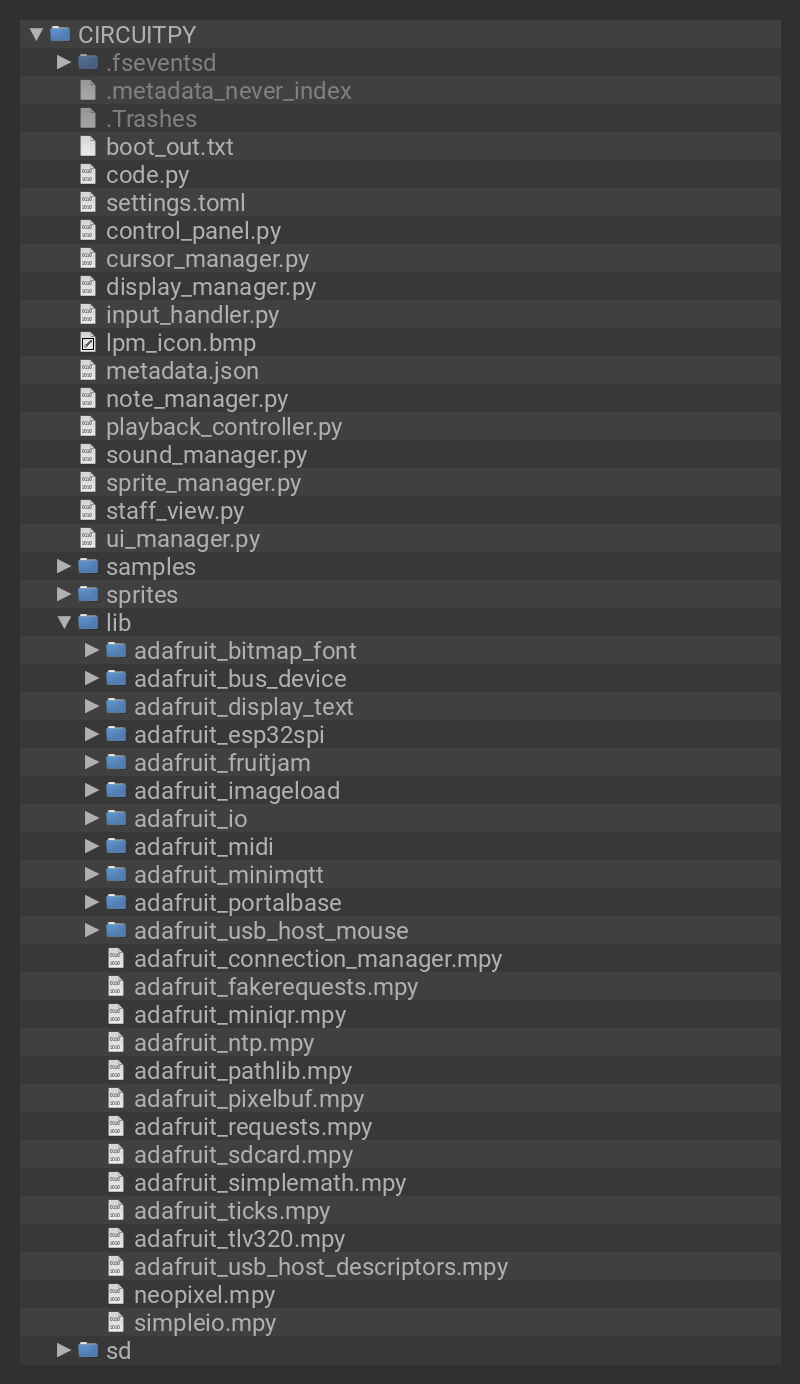 CIRCUITPY
.fseventsd
.metadata_never_index
.Trashes
boot_out.txt
code.py
settings.toml
control_panel.py
cursor_manager.py
display_manager.py
input_handler.py
lpm_icon.bmp
metadata.json
note_manager.py
playback_controller.py
sound_manager.py
sprite_manager.py
staff_view.py
ui_manager.py
samples
sprites
lib
adafruit_bitmap_font
adafruit_bus_device
adafruit_display_text
adafruit_esp32spi
adafruit_fruitjam
adafruit_imageload
adafruit_io
adafruit_midi
adafruit_minimqtt
adafruit_portalbase
adafruit_usb_host_mouse
adafruit_connection_manager.mpy
adafruit_fakerequests.mpy
adafruit_miniqr.mpy
adafruit_ntp.mpy
adafruit_pathlib.mpy
adafruit_pixelbuf.mpy
adafruit_requests.mpy
adafruit_sdcard.mpy
adafruit_simplemath.mpy
adafruit_ticks.mpy
adafruit_tlv320.mpy
adafruit_usb_host_descriptors.mpy
neopixel.mpy
simpleio.mpy
sd